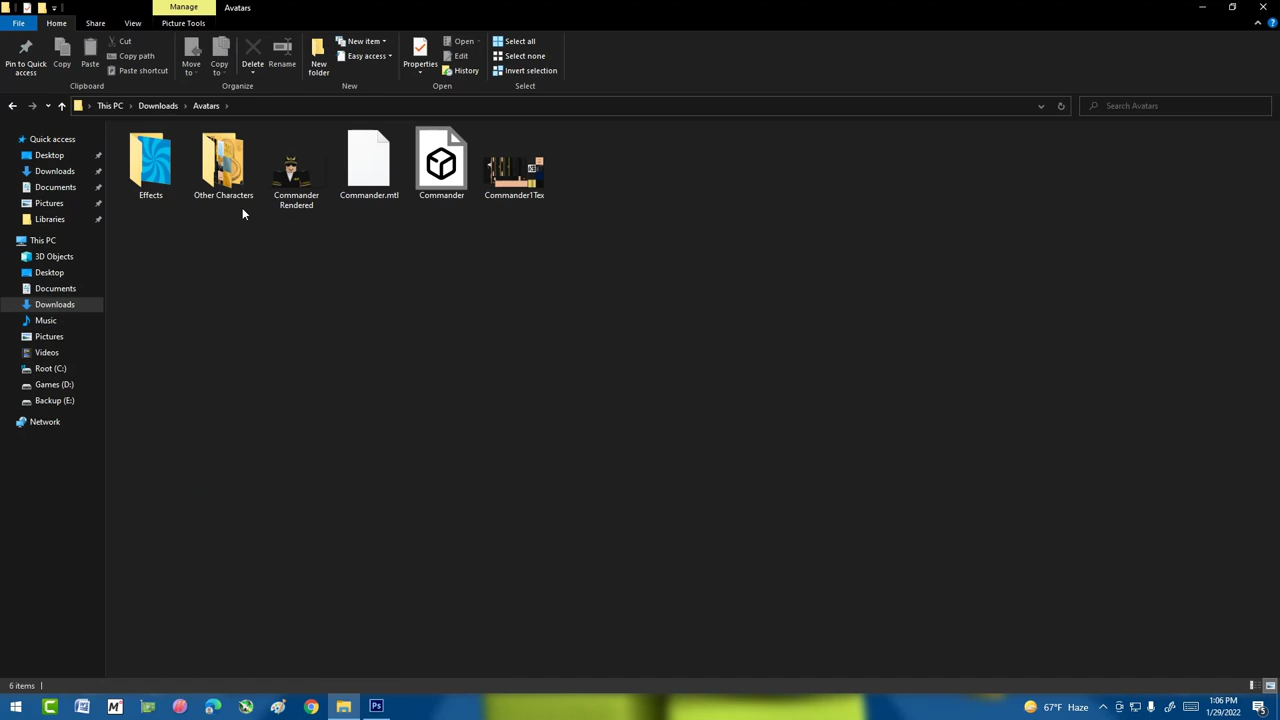 Manage
Avatars
File
Home
Share
View
Picture Tools
Pin to Quick
access
Copy
Paste
Cut
Copy path
Paste shortcut
Clipboard
Move
to
Copy
to
Delete
Rename
Organize
New
folder
New item
Easy access
New
Properties
Open
Edit
History
Open
Select all
Select none
Invert selection
Select
This PC
Downloads
Avatars
Search Avatars
Quick access
Desktop
Downloads
Documents
Pictures
Libraries
This PC
3D Objects
Desktop
Documents
Downloads
Music
Pictures
Videos
Root (C:)
Games (D:)
Backup (E:)
Network
Effects
Other Characters
Commander
Rendered
Commander.mtl
Commander
Commander1Tex
6 items
Ps
67°F Haze
1:06 PM
1/29/2022